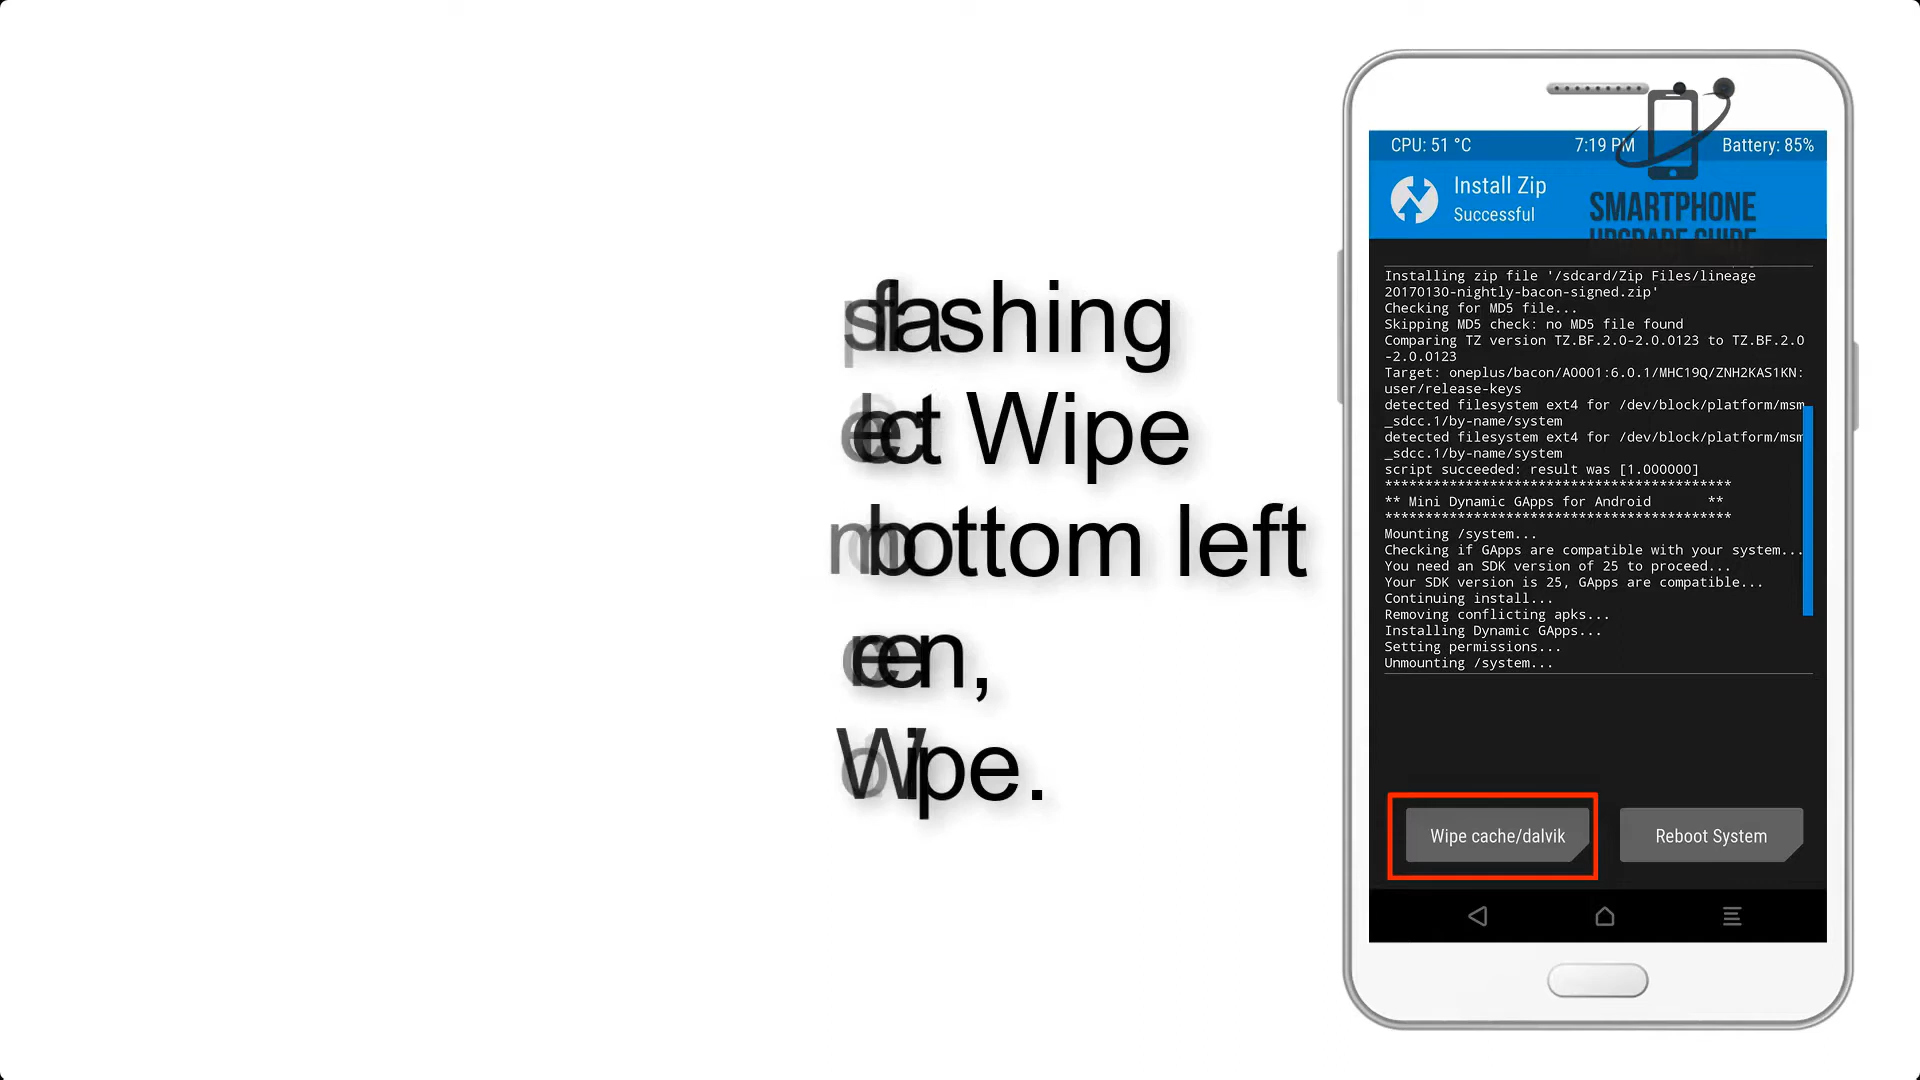 flashing
Wipe
bottom left
Wipe.
CPU: 51 °C 7:19 PM Battery: 85%
Install Zip
Successful
SMARTPHONE
UPGRADE GUIDE
Installing zip file '/sdcard/Zip Files/lineage
20170130-nightly-bacon-signed.zip'
Checking for MD5 file...
Skipping MD5 check: no MD5 file found
Comparing TZ version TZ.BF.2.0-2.0.0123 to TZ.BF.2.0
-2.0.0123
Target: oneplus/bacon/A0001:6.0.1/MHC19Q/ZNH2KAS1KN:
user/release-keys
detected filesystem ext4 for /dev/block/platform/msm
_sdcc.1/by-name/system
detected filesystem ext4 for /dev/block/platform/msm
_sdcc.1/by-name/system
script succeeded: result was [1.000000]
*******************************************
** Mini Dynamic GApps for Android       **
*******************************************
Mounting /system...
Checking if GApps are compatible with your system...
You need an SDK version of 25 to proceed...
Your SDK version is 25, GApps are compatible...
Continuing install...
Removing conflicting apks...
Installing Dynamic GApps...
Setting permissions...
Unmounting /system...
Wipe cache/dalvik
Reboot System